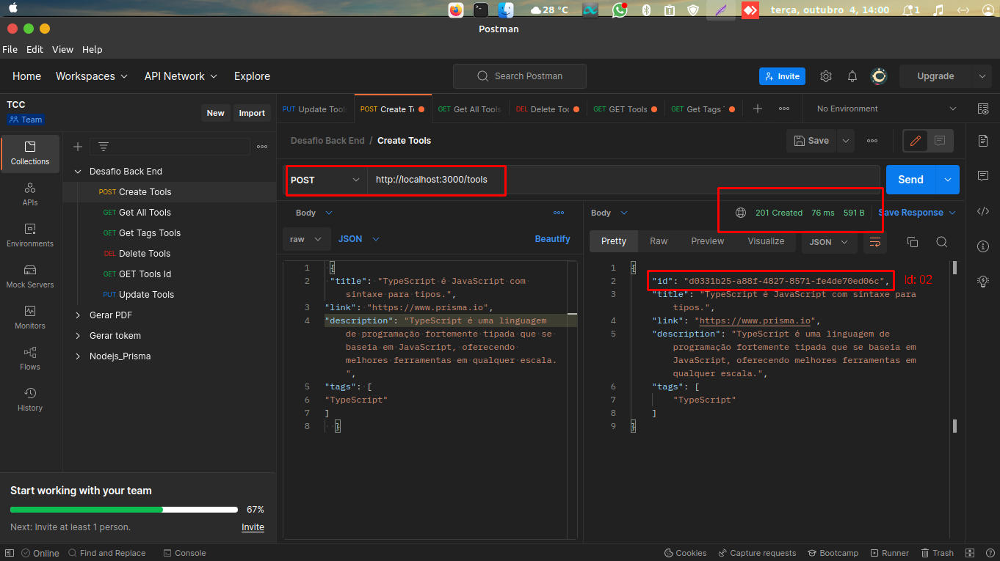 28 °C
terça, outubro 4, 14:00
1
Postman
File Edit View Help
Home Workspaces API Network Explore
Search Postman
Invite
Upgrade
TCC
Team
New Import
PUT Update Tools
POST Create To
GET Get All Tools
DEL Delete Too
GET GET Tools
GET Get Tags T
No Environment
Desafio Back End / Create Tools
Save
Collections
APIs
Environments
Mock Servers
Monitors
Flows
History
Desafio Back End
POST Create Tools
GET Get All Tools
GET Get Tags Tools
DEL Delete Tools
GET GET Tools Id
PUT Update Tools
Gerar PDF
Gerar tokem
Nodejs_Prisma
POST http://localhost:3000/tools
Send
Body
raw JSON Beautify
1 {
2 "title": "TypeScript é JavaScript com
sintaxe para tipos.",
3 "link": "https://www.prisma.io",
4 "description": "TypeScript é uma linguagem
de programação fortemente tipada que se
baseia em JavaScript, oferecendo
melhores ferramentas em qualquer escala.
",
5 "tags": [
6 "TypeScript"
7 ]
8 }
Body
201 Created 76 ms 591 B Save Response
Pretty Raw Preview Visualize JSON
1 {
2 "id": "d0331b25-a88f-4827-8571-fe4de70ed06c",
Id: 02
3 "title": "TypeScript é JavaScript com sintaxe para
tipos.",
4 "link": "https://www.prisma.io",
5 "description": "TypeScript é uma linguagem de
programação fortemente tipada que se baseia em
JavaScript, oferecendo melhores ferramentas em
qualquer escala.",
6 "tags": [
7 "TypeScript"
8 ]
9 }
Start working with your team
67%
Next: Invite at least 1 person. Invite
Online Find and Replace Console
Cookies Capture requests Bootcamp Runner Trash